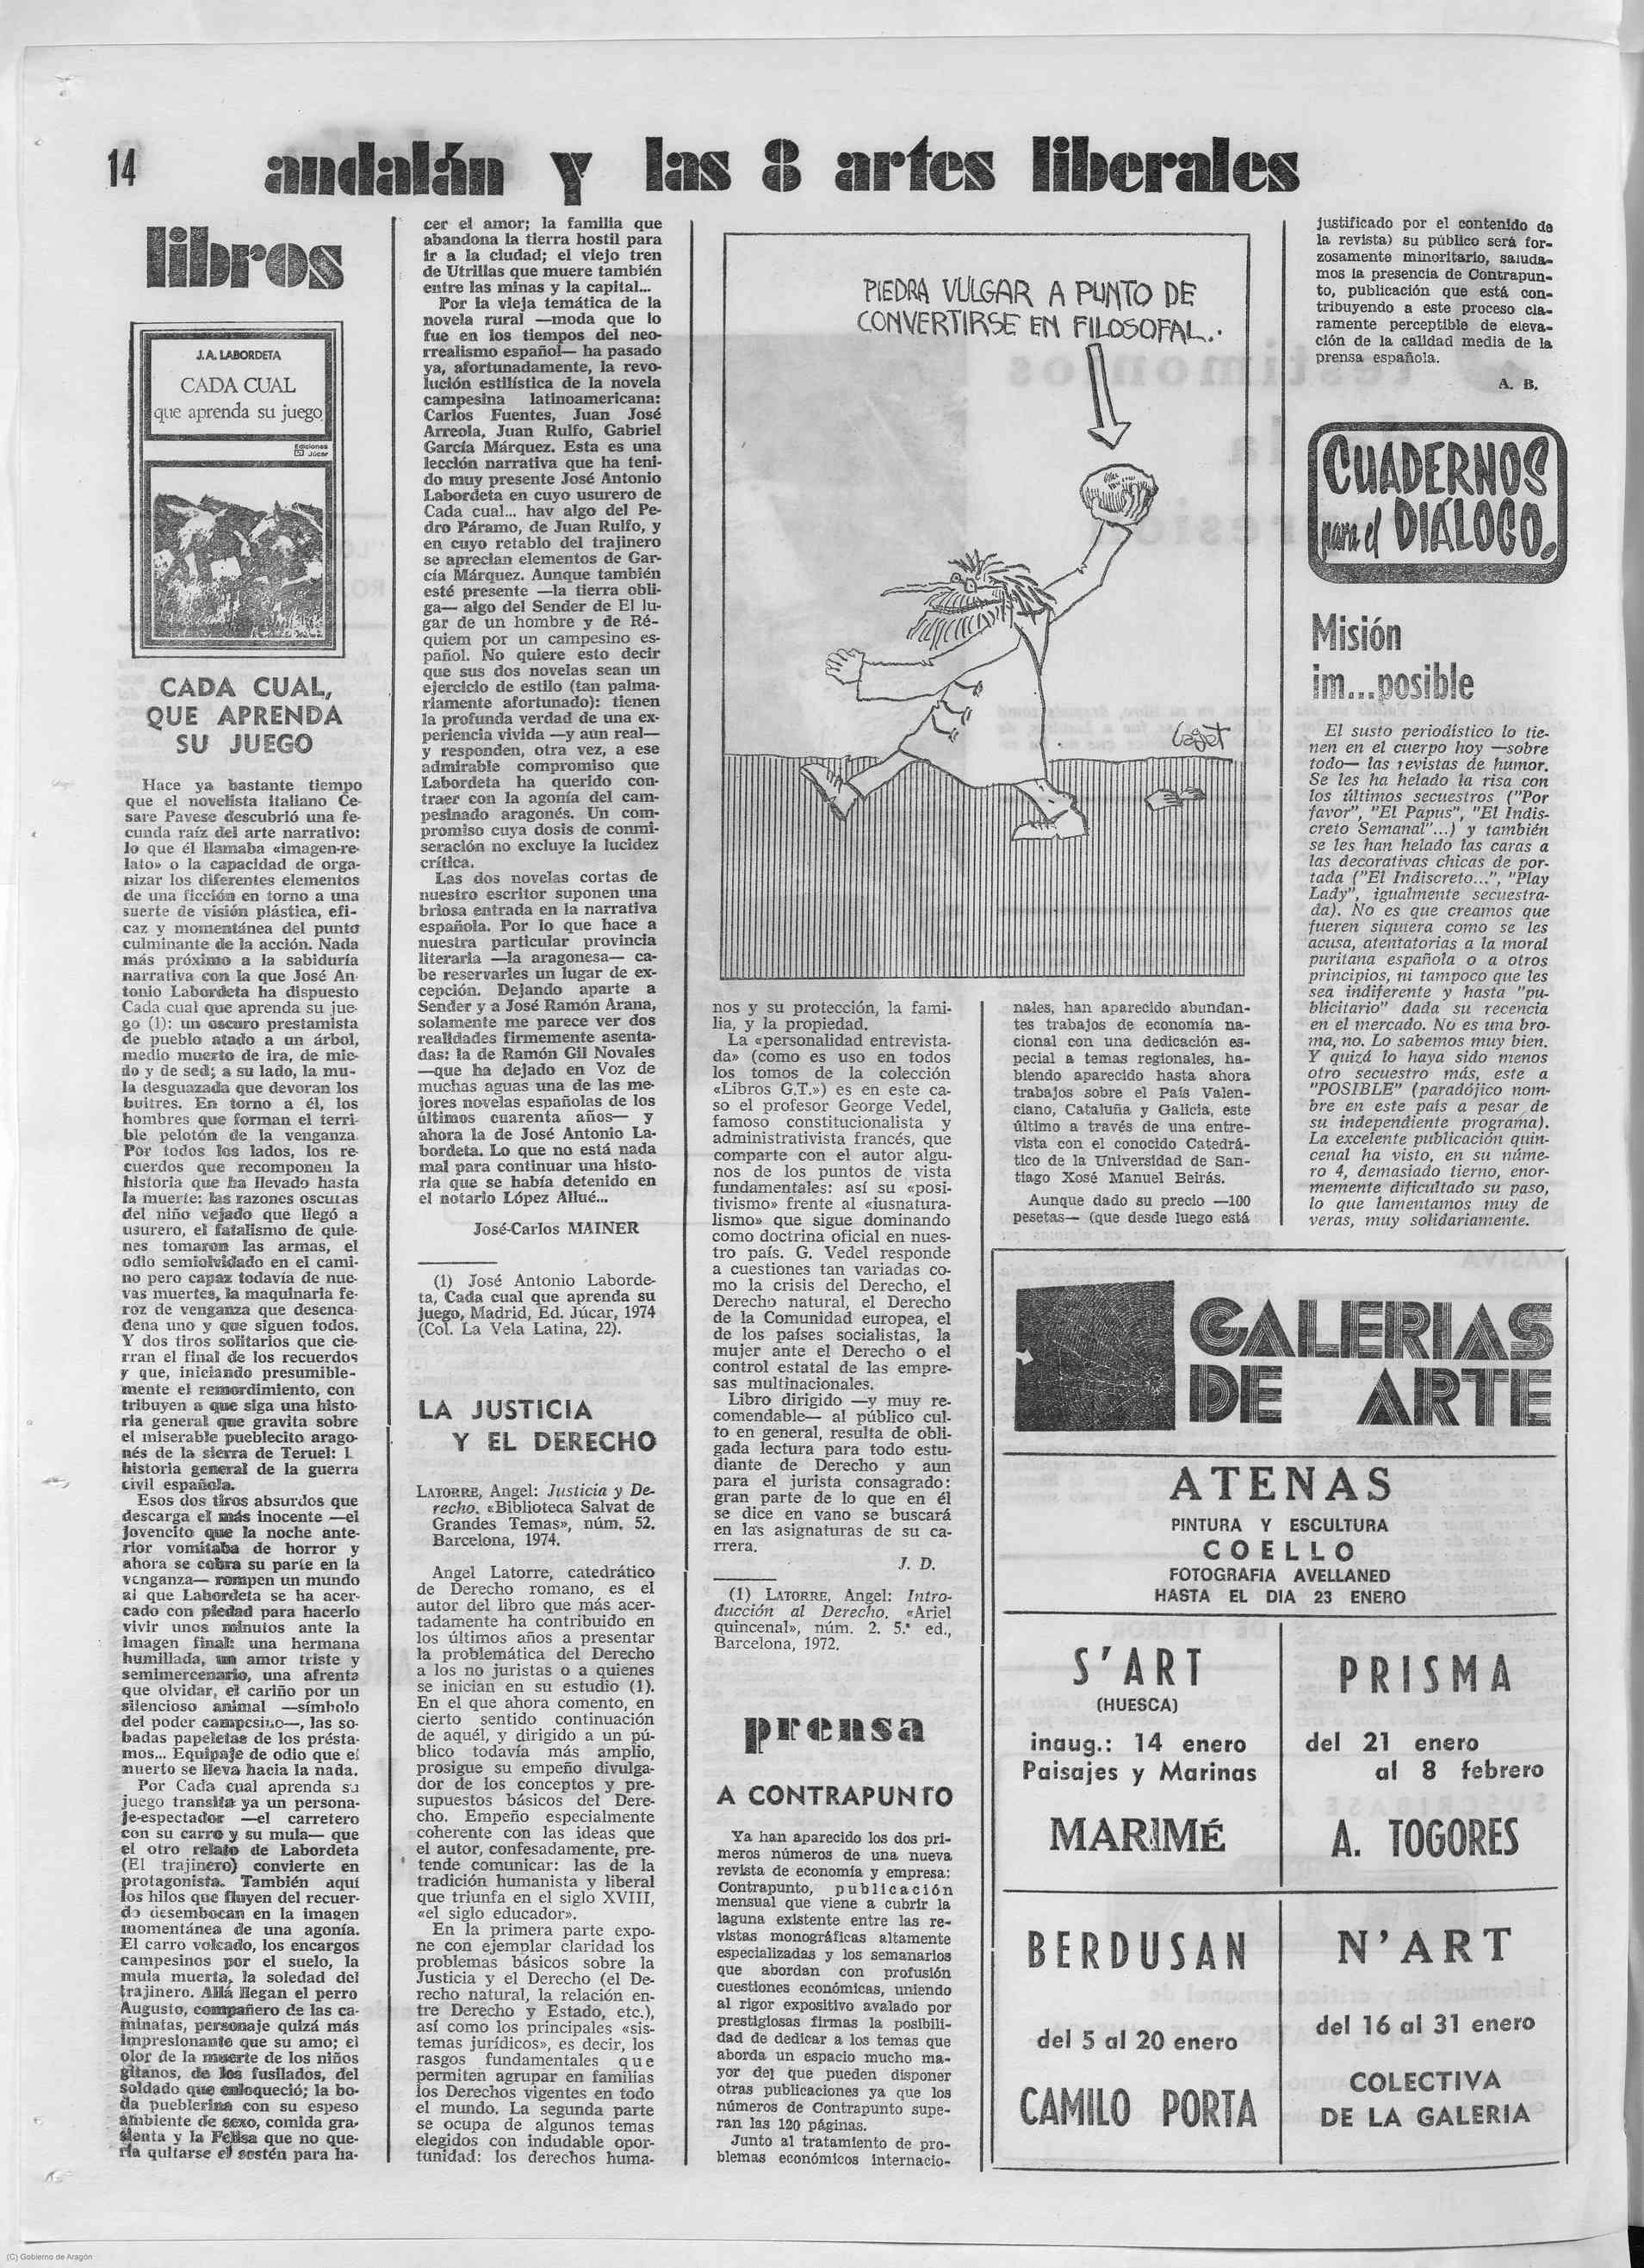 14
andalán y las 8 artes liberales
libros
J.A. LABORDETA
CADA CUAL
que aprenda su juego
Ediciones
Júcar
CADA CUAL,
QUE APRENDA
SU JUEGO
Hace ya bastante tiempo
que el novelista italiano Ce-
sare Pavese descubrió una fe-
cunda raíz del arte narrativo:
lo que él llamaba «imagen-re-
lato» o la capacidad de orga-
nizar los diferentes elementos
de una ficción en torno a una
suerte de visión plástica, efi-
caz y momentánea del punto
culminante de la acción. Nada
más próximo a la sabiduría
narrativa con la que José An-
tonio Labordeta ha dispuesto
Cada cual que aprenda su jue-
go (1): un oscuro prestamista
de pueblo atado a un árbol,
medio muerto de ira, de mie-
do y de sed; a su lado, la mu-
la desguazada que devoran los
buitres. En torno a él, los
hombres que forman el terri-
ble pelotón de la venganza.
Por todos los lados, los re-
cuerdos que recomponen la
historia que ha llevado hasta
la muerte: las razones oscuras
del niño vejado que llegó a
usurero, el fatalismo de quie-
nes tomaron las armas, el
odio semiolvidado en el cami-
no pero capaz todavía de nue-
vas muertes, la maquinaria fe-
roz de venganza que desenca-
dena uno y que siguen todos.
Y dos tiros solitarios que cie-
rran el final de los recuerdos
y que, iniciando presumible-
mente el remordimiento, con
tribuyen a que siga una histo-
ria general que gravita sobre
el miserable pueblecito arago-
nés de la sierra de Teruel: l
historia general de la guerra
civil española.
Esos dos tiros absurdos que
descarga el más inocente —el
jovencito que la noche ante-
rior vomitaba de horror y
ahora se cobra su parte en la
venganza— rompen un mundo
al que Labordeta se ha acer-
cado con piedad para hacerlo
vivir unos minutos ante la
imagen final: una hermana
humillada, un amor triste y
semimercenario, una afrenta
que olvidar, el cariño por un
silencioso animal —símbolo
del poder campesino—, las so-
badas papeletas de los présta-
mos... Equipaje de odio que el
muerto se lleva hacia la nada.
Por Cada cual aprenda su
juego transita ya un persona-
je-espectador —el carretero
con su carro y su mula— que
el otro relato de Labordeta
(El trajinero) convierte en
protagonista. También aquí
los hilos que fluyen del recuer-
do desembocan en la imagen
momentánea de una agonía.
El carro volcado, los encargos
campesinos por el suelo, la
mula muerta, la soledad del
trajinero. Allá llegan el perro
Augusto, compañero de las ca-
minatas, personaje quizá más
impresionante que su amo; el
olor de la muerte de los niños
gitanos, de los fusilados, del
soldado que enloqueció; la bo-
da pueblerina con su espeso
ambiente de sexo, comida gra-
sienta y la Felisa que no que-
ría quitarse el sostén para ha-
cer el amor; la familia que
abandona la tierra hostil para
ir a la ciudad; el viejo tren
de Utrillas que muere también
entre las minas y la capital...
Por la vieja temática de la
novela rural —moda que lo
fue en los tiempos del neo-
rrealismo español— ha pasado
ya, afortunadamente, la revo-
lución estilística de la novela
campesina latinoamericana:
Carlos Fuentes, Juan José
Arreola, Juan Rulfo, Gabriel
García Márquez. Esta es una
lección narrativa que ha teni-
do muy presente José Antonio
Labordeta en cuyo usurero de
Cada cual... hay algo del Pe-
dro Páramo, de Juan Rulfo, y
en cuyo retablo del trajinero
se aprecian elementos de Gar-
cía Márquez. Aunque también
esté presente —la tierra obli-
ga— algo del Sender de El lu-
gar de un hombre y de Ré-
quiem por un campesino es-
pañol. No quiere esto decir
que sus dos novelas sean un
ejercicio de estilo (tan palma-
riamente afortunado): tienen
la profunda verdad de una ex-
periencia vivida —y aun real—
y responden, otra vez, a ese
admirable compromiso que
Labordeta ha querido con-
traer con la agonía del cam-
pesinado aragonés. Un com-
promiso cuya dosis de conmi-
seración no excluye la lucidez
crítica.
Las dos novelas cortas de
nuestro escritor suponen una
briosa entrada en la narrativa
española. Por lo que hace a
nuestra particular provincia
literaria —la aragonesa— ca-
be reservarles un lugar de ex-
cepción. Dejando aparte a
Sender y a José Ramón Arana,
solamente me parece ver dos
realidades firmemente asenta-
das: la de Ramón Gil Novales
—que ha dejado en Voz de
muchas aguas una de las me-
jores novelas españolas de los
últimos cuarenta años— y
ahora la de José Antonio La-
bordeta. Lo que no está nada
mal para continuar una histo-
ria que se había detenido en
el notario López Allué...
José-Carlos MAINER
(1) José Antonio Laborde-
ta, Cada cual que aprenda su
juego, Madrid, Ed. Júcar, 1974
(Col. La Vela Latina, 22).
LA JUSTICIA
Y EL DERECHO
LATORRE, Angel: Justicia y De-
recho. «Biblioteca Salvat de
Grandes Temas», núm. 52.
Barcelona, 1974.
Angel Latorre, catedrático
de Derecho romano, es el
autor del libro que más acer-
tadamente ha contribuido en
los últimos años a presentar
la problemática del Derecho
a los no juristas o a quienes
se inician en su estudio (1).
En el que ahora comento, en
cierto sentido continuación
de aquél, y dirigido a un pú-
blico todavía más amplio,
prosigue su empeño divulga-
dor de los conceptos y pre-
supuestos básicos del Dere-
cho. Empeño especialmente
coherente con las ideas que
el autor, confesadamente, pre-
tende comunicar: las de la
tradición humanista y liberal
que triunfa en el siglo XVIII,
«el siglo educador».
En la primera parte expo-
ne con ejemplar claridad los
problemas básicos sobre la
Justicia y el Derecho (el De-
recho natural, la relación en-
tre Derecho y Estado, etc.),
así como los principales «sis-
temas jurídicos», es decir, los
rasgos fundamentales que
permiten agrupar en familias
los Derechos vigentes en todo
el mundo. La segunda parte
se ocupa de algunos temas
elegidos con indudable opor-
tunidad: los derechos huma-
PIEDRA VULGAR A PUNTO DE
CONVERTIRSE EN FILOSOFAL...
Laget
nos y su protección, la fami-
lia, y la propiedad.
La «personalidad entrevista-
da» (como es uso en todos
los tomos de la colección
«Libros G.T.») es en este ca-
so el profesor George Vedel,
famoso constitucionalista y
administrativista francés, que
comparte con el autor algu-
nos de los puntos de vista
fundamentales: así su «posi-
tivismo» frente al «iusnatura-
lismo» que sigue dominando
como doctrina oficial en nues-
tro país. G. Vedel responde
a cuestiones tan variadas co-
mo la crisis del Derecho, el
Derecho natural, el Derecho
de la Comunidad europea, el
de los países socialistas, la
mujer ante el Derecho o el
control estatal de las empre-
sas multinacionales.
Libro dirigido —y muy re-
comendable— al público cul-
to en general, resulta de obli-
gada lectura para todo estu-
diante de Derecho y aun
para el jurista consagrado:
gran parte de lo que en él
se dice en vano se buscará
en las asignaturas de su ca-
rrera.
J. D.
(1) LATORRE, Angel: Intro-
ducción al Derecho. «Ariel
quincenal», núm. 2. 5.ª ed.,
Barcelona, 1972.
prensa
A CONTRAPUNTO
Ya han aparecido los dos pri-
meros números de una nueva
revista de economía y empresa:
Contrapunto, publicación
mensual que viene a cubrir la
laguna existente entre las re-
vistas monográficas altamente
especializadas y los semanarios
que abordan con profusión
cuestiones económicas, uniendo
al rigor expositivo avalado por
prestigiosas firmas la posibili-
dad de dedicar a los temas que
aborda un espacio mucho ma-
yor del que pueden disponer
otras publicaciones ya que los
números de Contrapunto supe-
ran las 120 páginas.
Junto al tratamiento de pro-
blemas económicos internacio-
nales, han aparecido abundan-
tes trabajos de economía na-
cional con una dedicación es-
pecial a temas regionales, ha-
biendo aparecido hasta ahora
trabajos sobre el País Valen-
ciano, Cataluña y Galicia, este
último a través de una entre-
vista con el conocido Catedrá-
tico de la Universidad de San-
tiago Xosé Manuel Beirás.
Aunque dado su precio —100
pesetas— (que desde luego está
justificado por el contenido de
la revista) su público será for-
zosamente minoritario, saluda-
mos la presencia de Contrapun-
to, publicación que está con-
tribuyendo a este proceso cla-
ramente perceptible de eleva-
ción de la calidad media de la
prensa española.
A. B.
CUADERNOS
para el DIÁLOGO.
Misión
im...posible
El susto periodístico lo tie-
nen en el cuerpo hoy —sobre
todo— las revistas de humor.
Se les ha helado la risa con
los últimos secuestros ("Por
favor", "El Papus", "El Indis-
creto Semanal"...) y también
se les han helado las caras a
las decorativas chicas de por-
tada ("El Indiscreto...", "Play
Lady", igualmente secuestra-
da). No es que creamos que
fueren siquiera como se les
acusa, atentatorias a la moral
puritana española o a otros
principios, ni tampoco que les
sea indiferente y hasta "pu-
blicitario" dada su recencia
en el mercado. No es una bro-
ma, no. Lo sabemos muy bien.
Y quizá lo haya sido menos
otro secuestro más, este a
"POSIBLE" (paradójico nom-
bre en este país a pesar de
su independiente programa).
La excelente publicación quin-
cenal ha visto, en su núme-
ro 4, demasiado tierno, enor-
memente dificultado su paso,
lo que lamentamos muy de
veras, muy solidariamente.
GALERIAS
DE ARTE
ATENAS
PINTURA Y ESCULTURA
COELLO
FOTOGRAFIA AVELLANED
HASTA EL DIA 23 ENERO
S'ART
(HUESCA)
inaug.: 14 enero
Paisajes y Marinas
MARIMÉ
PRISMA
del 21 enero
al 8 febrero
A. TOGORES
BERDUSAN
del 5 al 20 enero
CAMILO PORTA
N'ART
del 16 al 31 enero
COLECTIVA
DE LA GALERIA
(C) Gobierno de Aragón